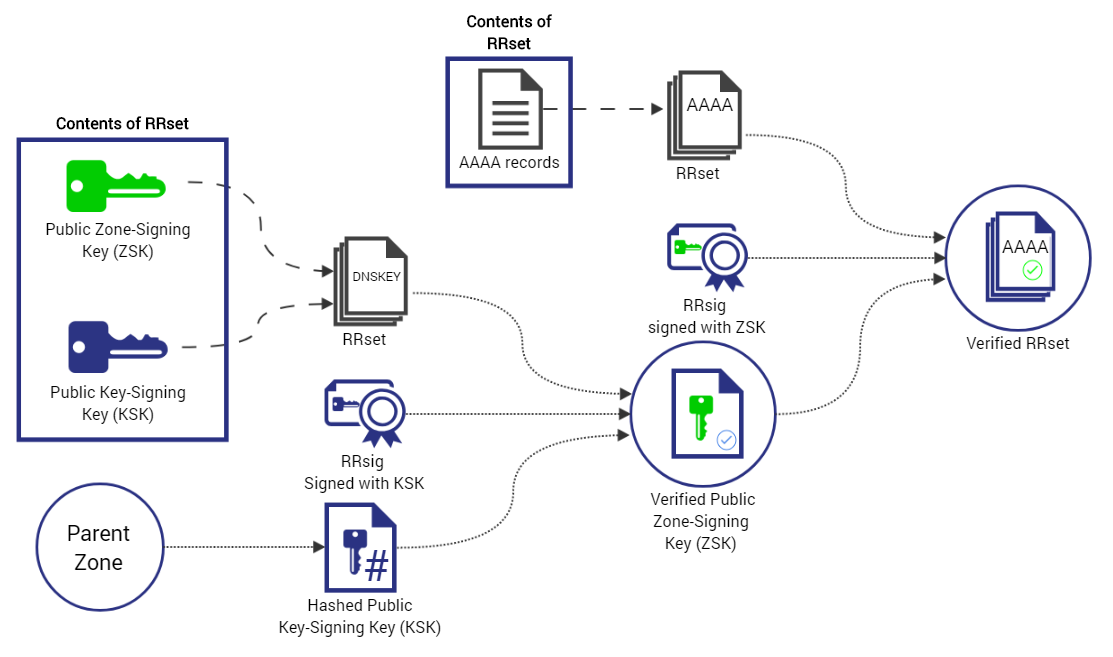 Contents of
RRset
AAAA records
AAAA
RRset
Contents of RRset
Public Zone-Signing
Key (ZSK)
Public Key-Signing
Key (KSK)
DNSKEY
RRset
RRsig
signed with ZSK
AAAA
Verified RRset
RRsig
Signed with KSK
Verified Public
Zone-Signing
Key (ZSK)
Parent
Zone
#
Hashed Public
Key-Signing Key (KSK)